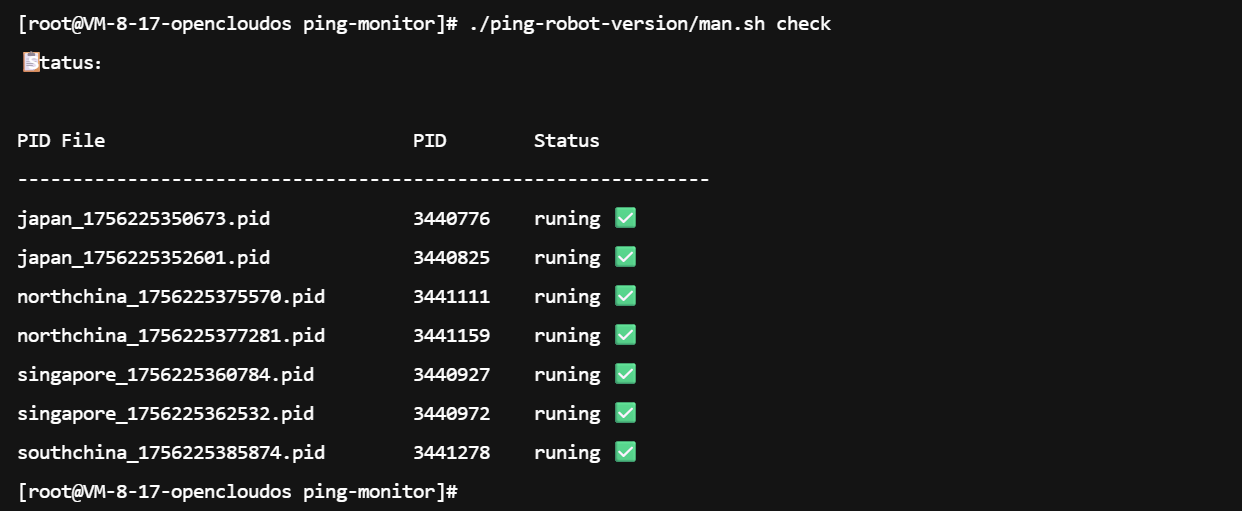 [root@VM-8-17-opencloudos ping-monitor]# ./ping-robot-version/man.sh check
📋tatus:
PID File PID Status
---------------------------------------------------------------
japan_1756225350673.pid 3440776 runing ✅
japan_1756225352601.pid 3440825 runing ✅
northchina_1756225375570.pid 3441111 runing ✅
northchina_1756225377281.pid 3441159 runing ✅
singapore_1756225360784.pid 3440927 runing ✅
singapore_1756225362532.pid 3440972 runing ✅
southchina_1756225385874.pid 3441278 runing ✅
[root@VM-8-17-opencloudos ping-monitor]#